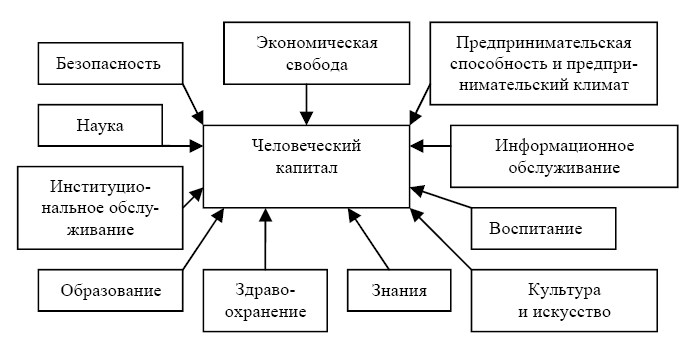 Безопасность
Экономическая
свобода
Предпринимательская
способность и предпри-
нимательский климат
Наука
Человеческий
капитал
Информационное
обслуживание
Институцио-
нальное обслу-
живание
Воспитание
Образование
Здраво-
охранение
Знания
Культура
и искусство